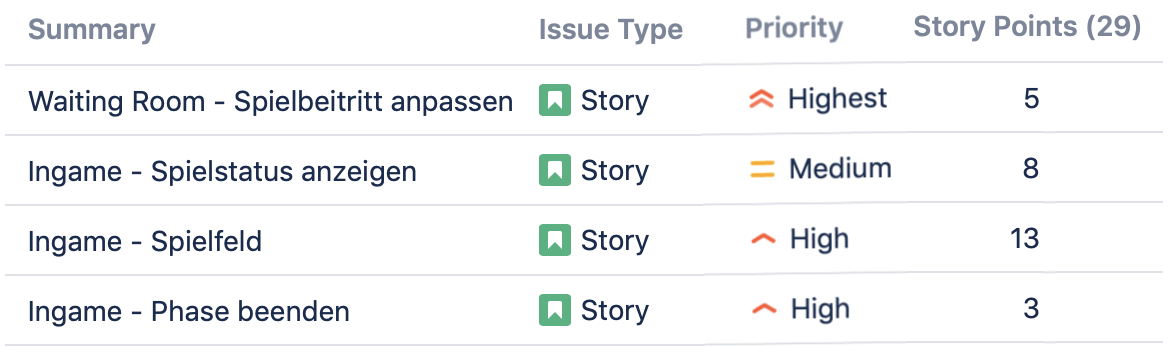 Summary Issue Type Priority Story Points (29)
Waiting Room - Spielbeitritt anpassen Story Highest 5
Ingame - Spielstatus anzeigen Story Medium 8
Ingame - Spielfeld Story High 13
Ingame - Phase beenden Story High 3